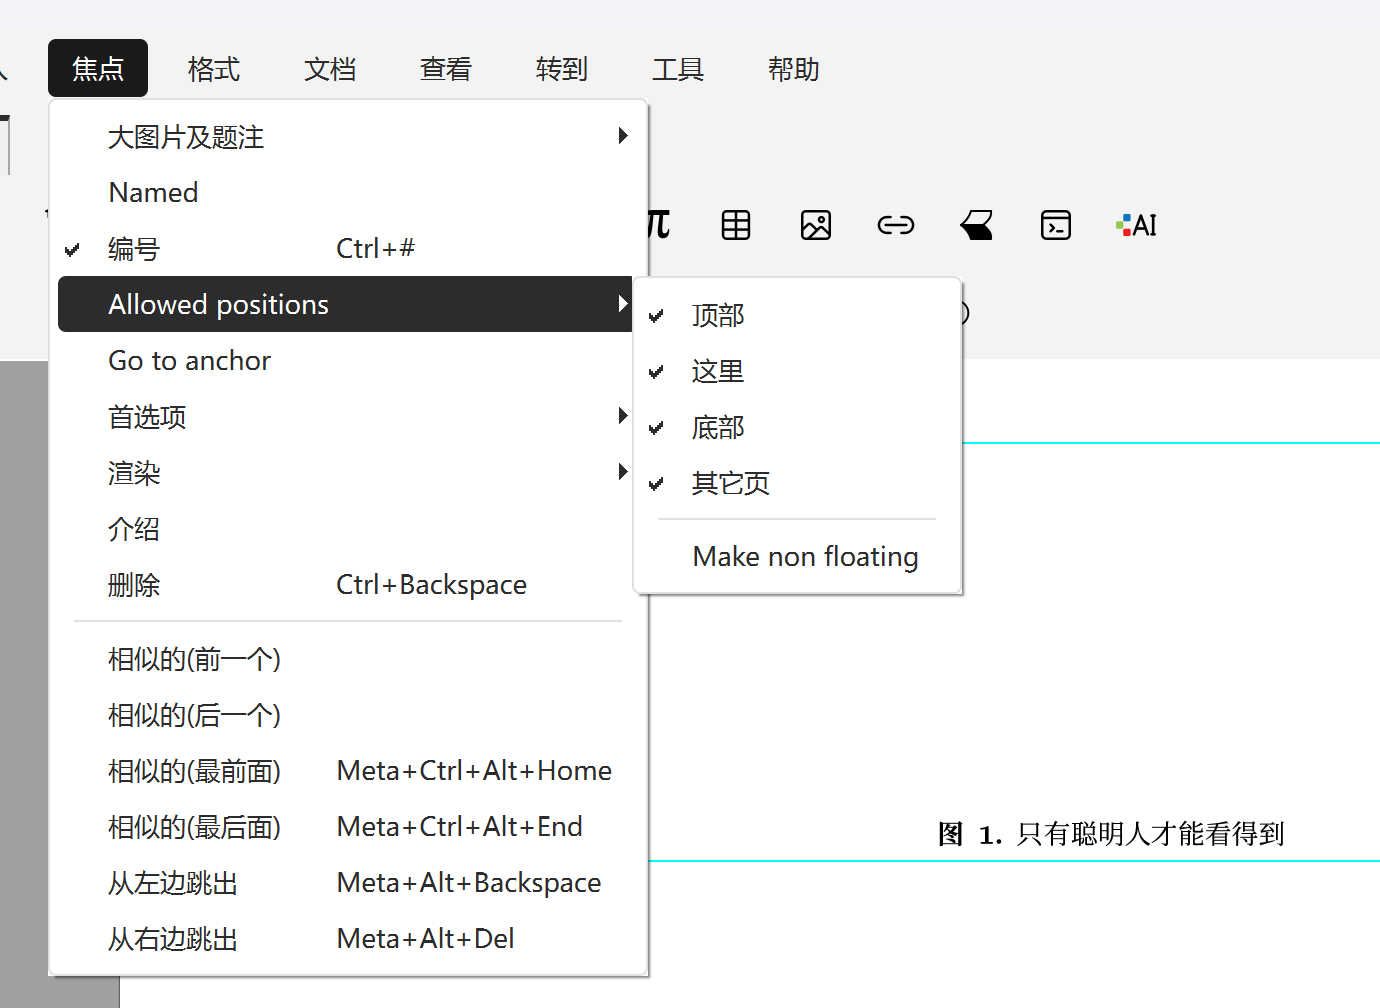 焦点 格式 文档 查看 转到 工具 帮助
大图片及题注
Named
编号 Ctrl+#
Allowed positions
Go to anchor
首选项
渲染
介绍
删除 Ctrl+Backspace
相似的(前一个)
相似的(后一个)
相似的(最前面) Meta+Ctrl+Alt+Home
相似的(最后面) Meta+Ctrl+Alt+End
从左边跳出 Meta+Alt+Backspace
从右边跳出 Meta+Alt+Del
π AI
顶部
这里
底部
其它页
Make non floating
图 1. 只有聪明人才能看得到